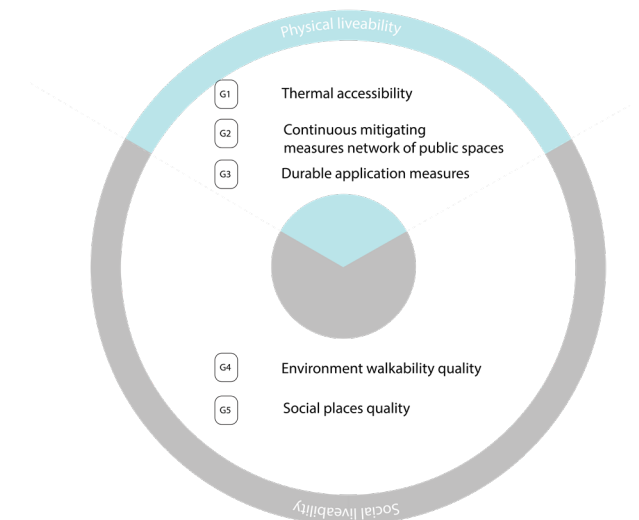 Physical liveability
G1 Thermal accessibility
G2 Continuous mitigating
measures network of public spaces
G3 Durable application measures
G4 Environment walkability quality
G5 Social places quality
Social liveability